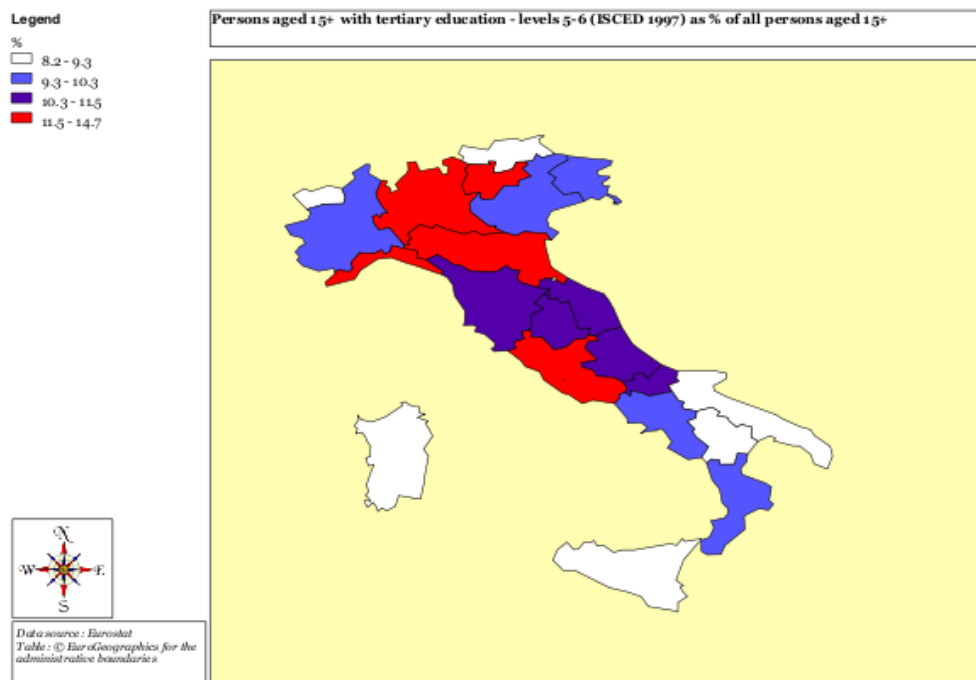 Legend
%
8.2 - 9.3
9.3 - 10.3
10.3 - 11.5
11.5 - 14.7
Persons aged 15+ with tertiary education - levels 5-6 (ISCED 1997) as % of all persons aged 15+
N
W E
S
Data source : Eurostat
Table : © EuroGeographics for the
administrative boundaries